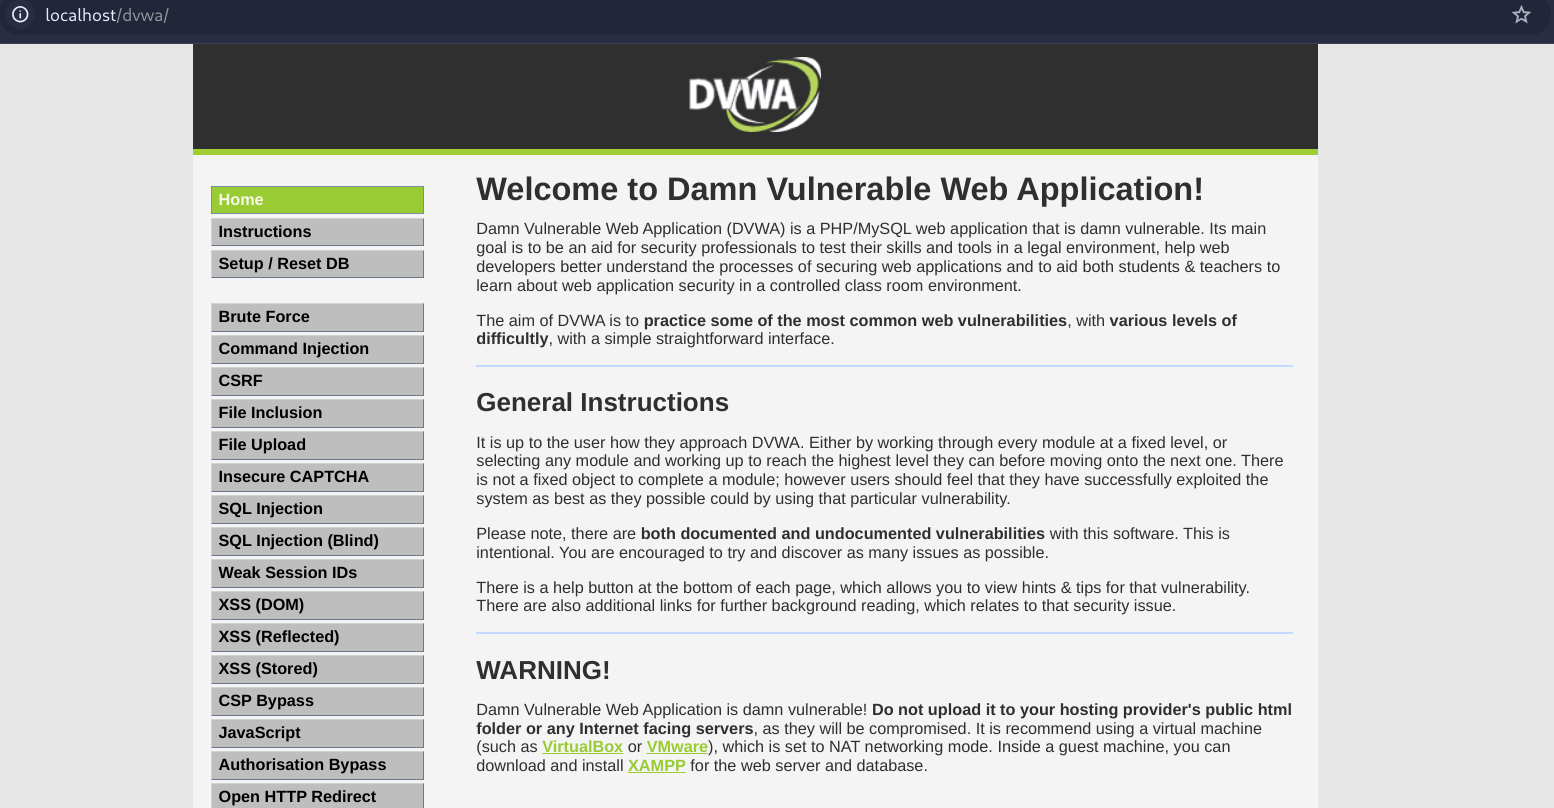 localhost/dvwa/
DVWA
Home
Instructions
Setup / Reset DB
Brute Force
Command Injection
CSRF
File Inclusion
File Upload
Insecure CAPTCHA
SQL Injection
SQL Injection (Blind)
Weak Session IDs
XSS (DOM)
XSS (Reflected)
XSS (Stored)
CSP Bypass
JavaScript
Authorisation Bypass
Open HTTP Redirect
Welcome to Damn Vulnerable Web Application!
Damn Vulnerable Web Application (DVWA) is a PHP/MySQL web application that is damn vulnerable. Its main
goal is to be an aid for security professionals to test their skills and tools in a legal environment, help web
developers better understand the processes of securing web applications and to aid both students & teachers to
learn about web application security in a controlled class room environment.
The aim of DVWA is to practice some of the most common web vulnerabilities, with various levels of
difficultly, with a simple straightforward interface.
General Instructions
It is up to the user how they approach DVWA. Either by working through every module at a fixed level, or
selecting any module and working up to reach the highest level they can before moving onto the next one. There
is not a fixed object to complete a module; however users should feel that they have successfully exploited the
system as best as they possible could by using that particular vulnerability.
Please note, there are both documented and undocumented vulnerabilities with this software. This is
intentional. You are encouraged to try and discover as many issues as possible.
There is a help button at the bottom of each page, which allows you to view hints & tips for that vulnerability.
There are also additional links for further background reading, which relates to that security issue.
WARNING!
Damn Vulnerable Web Application is damn vulnerable! Do not upload it to your hosting provider's public html
folder or any Internet facing servers, as they will be compromised. It is recommend using a virtual machine
(such as VirtualBox or VMware), which is set to NAT networking mode. Inside a guest machine, you can
download and install XAMPP for the web server and database.